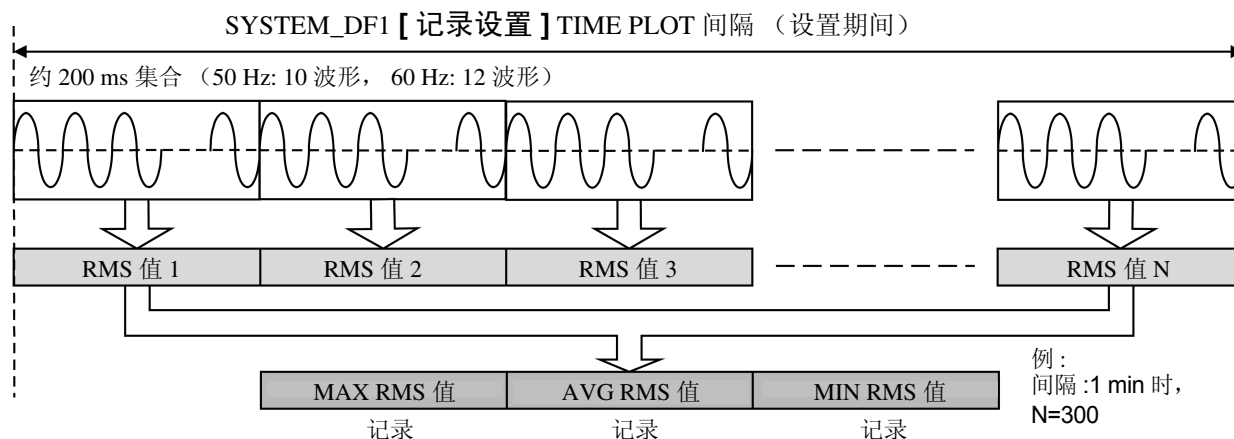 SYSTEM_DF1 [ 记录设置 ] TIME PLOT 间隔 （设置期间）
约 200 ms 集合 （50 Hz: 10 波形， 60 Hz: 12 波形）
RMS 值 1
RMS 值 2
RMS 值 3
RMS 值 N
MAX RMS 值
AVG RMS 值
MIN RMS 值
记录
记录
记录
例 :
间隔 :1 min 时，
N=300